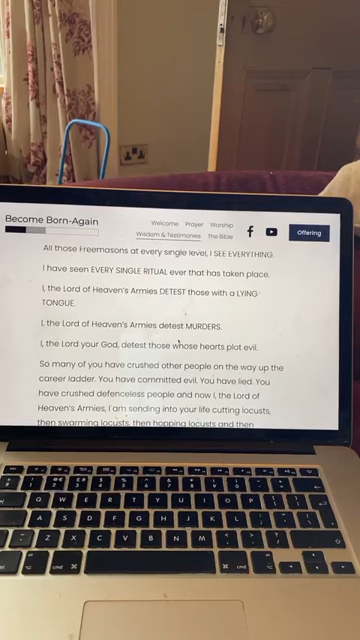 Become Born-Again
Welcome Prayer Worship
Wisdom & Testimonies the Bible
Offering
All those Freemasons at every single level, I SEE EVERYTHING.
I have seen EVERY SINGLE RITUAL ever that has taken place.
I, the Lord of Heaven's Armies DETEST those with a LYING
TONGUE.
I, the Lord of Heaven's Armies detest MURDERS.
I, the Lord your God, detest those whose hearts plot evil.
So many of you have crushed other people on the way up the
career ladder. You have committed evil. You have lied. You
have crushed defenceless people and now I, the Lord of
Heaven's Armies, I am sending into your life cutting locusts,
then swarming locusts, then hopping locusts and then
Q W E R T Y U I O P
A S D F G H J K L
Z X C V B N M
cmd cmd